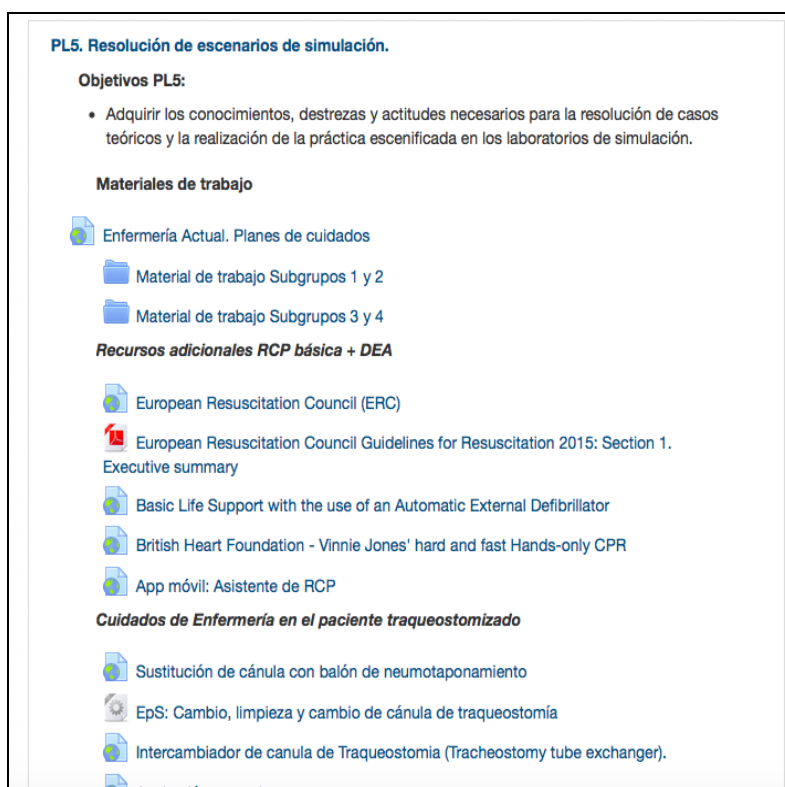 PL5. Resolución de escenarios de simulación.
Objetivos PL5:
• Adquirir los conocimientos, destrezas y actitudes necesarios para la resolución de casos
teóricos y la realización de la práctica escenificada en los laboratorios de simulación.
Materiales de trabajo
Enfermería Actual. Planes de cuidados
Material de trabajo Subgrupos 1 y 2
Material de trabajo Subgrupos 3 y 4
Recursos adicionales RCP básica + DEA
European Resuscitation Council (ERC)
European Resuscitation Council Guidelines for Resuscitation 2015: Section 1.
Executive summary
Basic Life Support with the use of an Automatic External Defibrillator
British Heart Foundation - Vinnie Jones' hard and fast Hands-only CPR
App móvil: Asistente de RCP
Cuidados de Enfermería en el paciente traqueostomizado
Sustitución de cánula con balón de neumotaponamiento
EpS: Cambio, limpieza y cambio de cánula de traqueostomía
Intercambiador de canula de Traqueostomia (Tracheostomy tube exchanger).